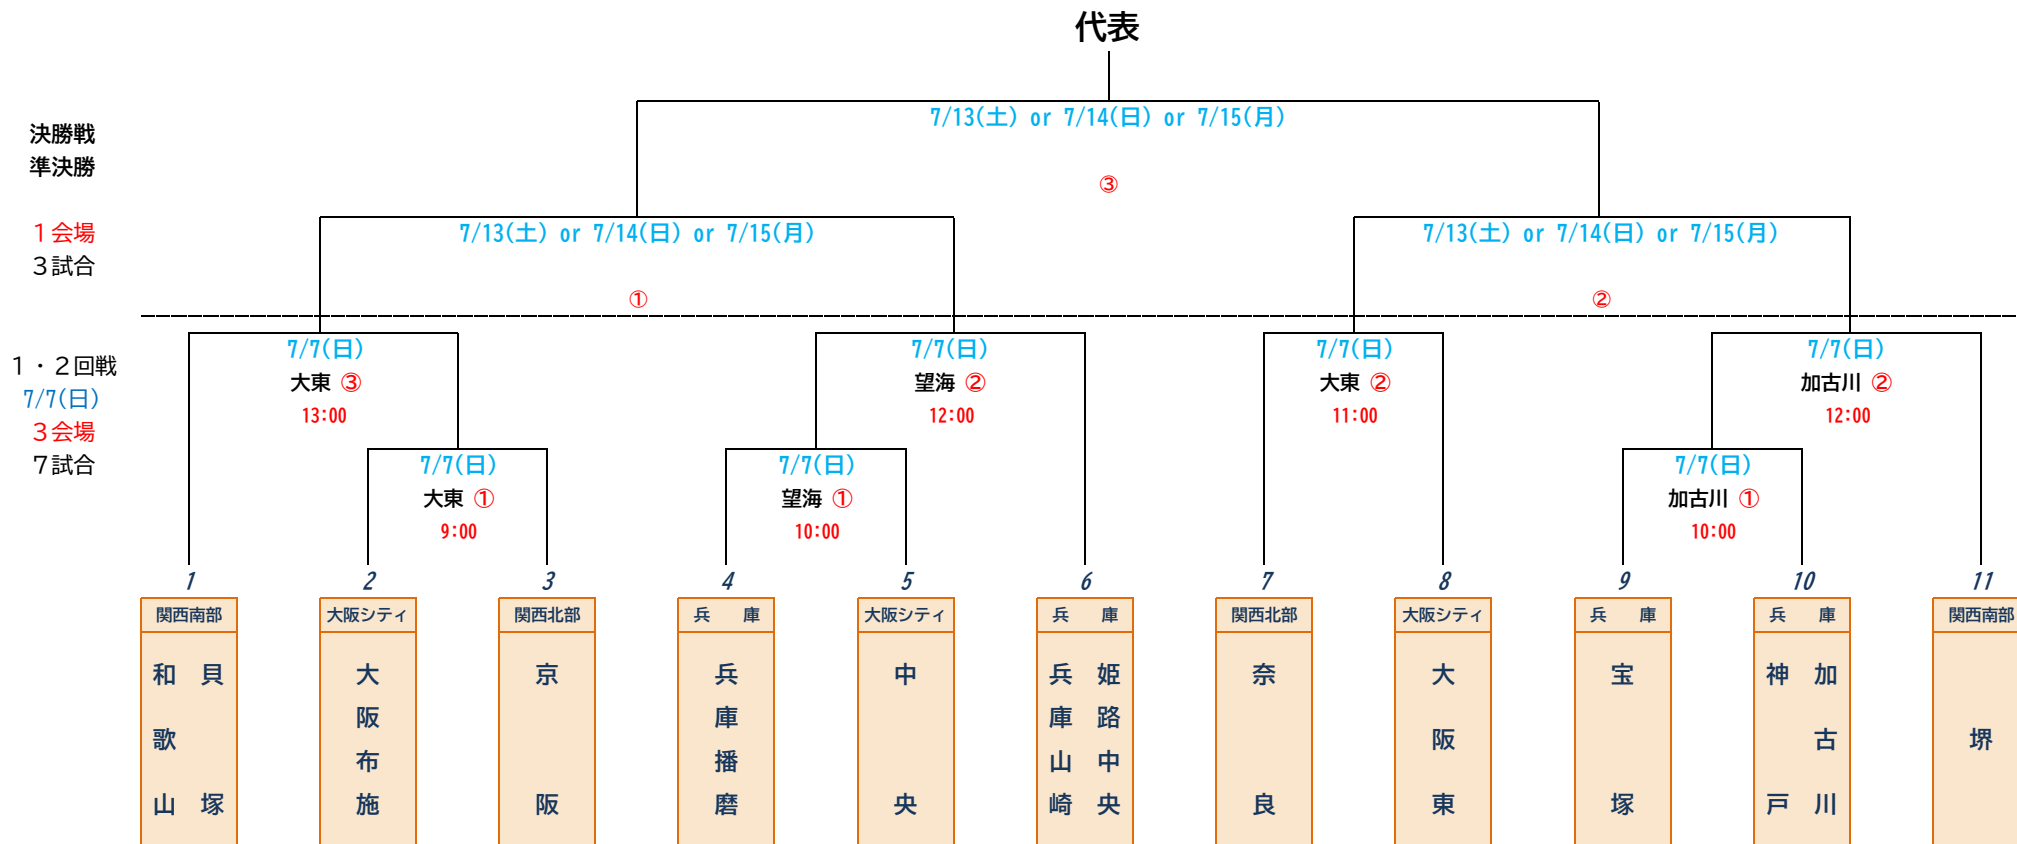 代表
7/13(土) or 7/14(日) or 7/15(月)
決勝戦
準決勝
③
１会場
３試合
7/13(土) or 7/14(日) or 7/15(月)
7/13(土) or 7/14(日) or 7/15(月)
①
②
１・２回戦
7/7(日)
３会場
７試合
7/7(日)
大東 ③
13:00
7/7(日)
望海 ②
12:00
7/7(日)
大東 ②
11:00
7/7(日)
加古川 ②
12:00
7/7(日)
大東 ①
9:00
7/7(日)
望海 ①
10:00
7/7(日)
加古川 ①
10:00
1
2
3
4
5
6
7
8
9
10
11
関西南部
大阪シティ
関西北部
兵　庫
大阪シティ
兵　庫
関西北部
大阪シティ
兵　庫
兵　庫
関西南部
貝塚
和歌山
大阪布施
京阪
兵庫播磨
中央
姫路中央
兵庫山崎
奈良
大阪東
宝塚
加古川
神戸
堺